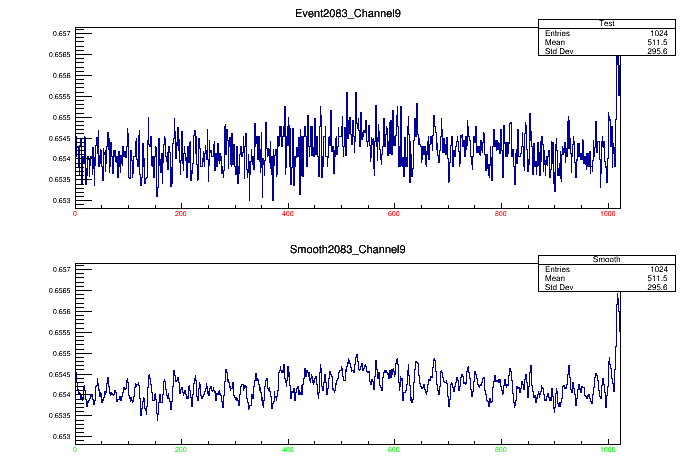 Event2083_Channel9
Test
Entries 1024
Mean 511.5
Std Dev 295.6
0.657
0.6565
0.656
0.6555
0.655
0.6545
0.654
0.6535
0.653
0 200 400 600 800 1000
Smooth2083_Channel9
Smooth
Entries 1024
Mean 511.5
Std Dev 295.6
0.657
0.6565
0.656
0.6555
0.655
0.6545
0.654
0.6535
0.653
0 200 400 600 800 1000